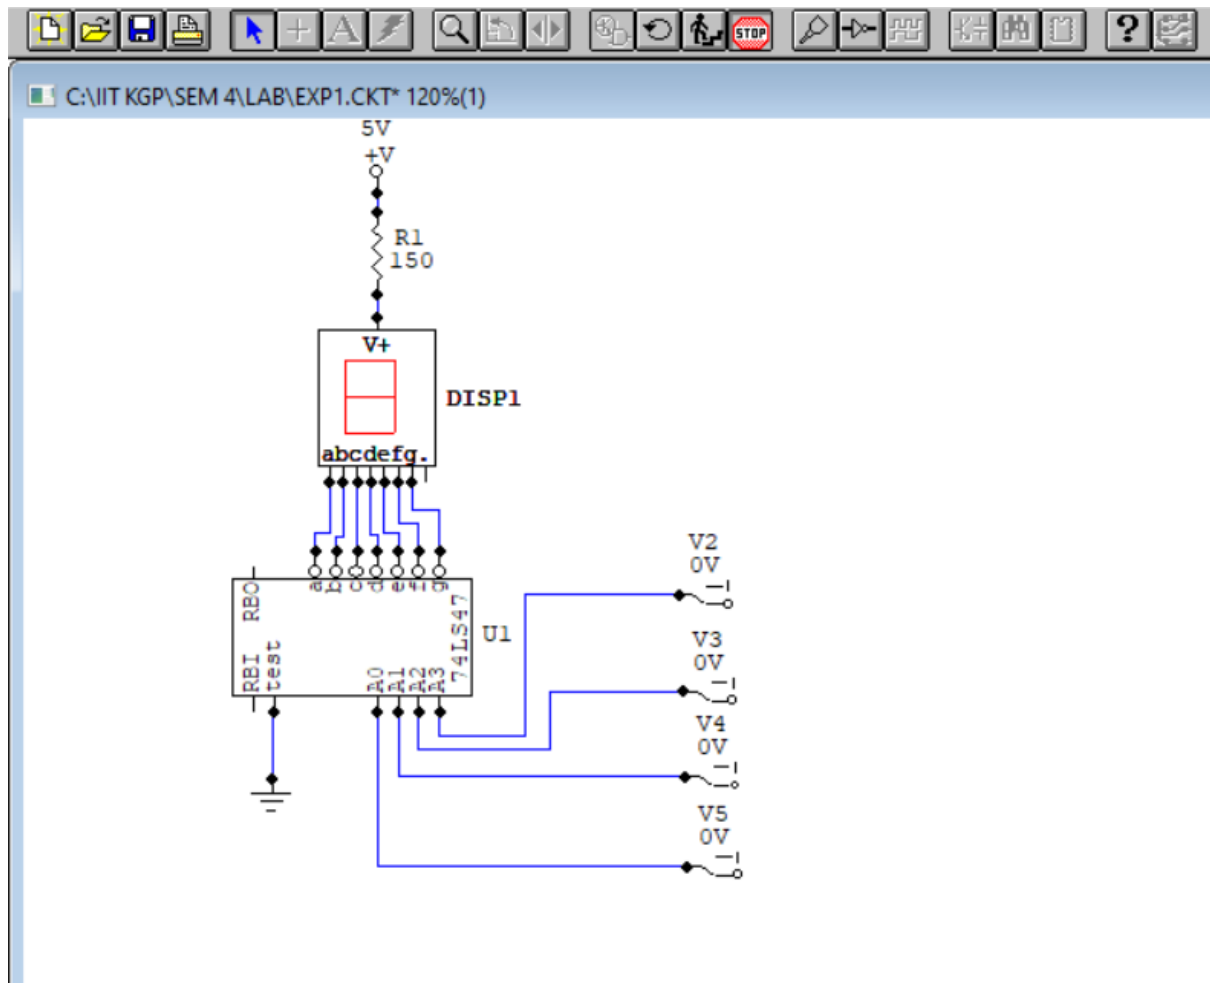 A
STOP
?
C:\IIT KGP\SEM 4\LAB\EXP1.CKT* 120%(1)
5V
+V
R1
150
V+
DISP1
abcdefg.
a b c d e f g
RBO
74LS47
U1
RBI
test
A0 A1 A2 A3
V2
0V
V3
0V
V4
0V
V5
0V